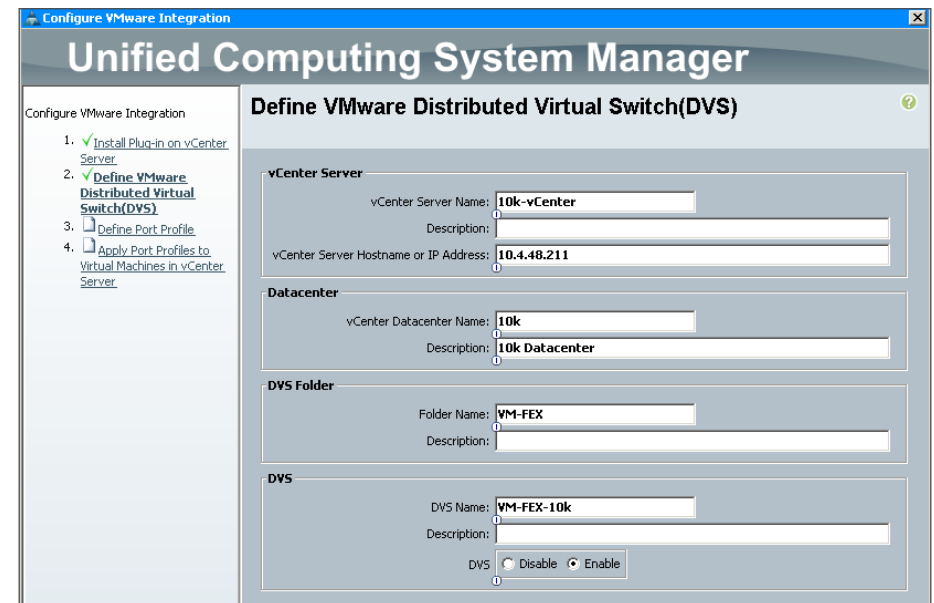 Configure VMware Integration
Unified Computing System Manager
Configure VMware Integration
1. Install Plug-in on vCenter
Server
2. Define VMware
Distributed Virtual
Switch(DVS)
3. Define Port Profile
4. Apply Port Profiles to
Virtual Machines in vCenter
Server
Define VMware Distributed Virtual Switch(DVS)
vCenter Server
vCenter Server Name: 10k-vCenter
Description:
vCenter Server Hostname or IP Address: 10.4.48.211
Datacenter
vCenter Datacenter Name: 10k
Description: 10k Datacenter
DVS Folder
Folder Name: VM-FEX
Description:
DVS
DVS Name: VM-FEX-10k
Description:
DVS Disable Enable